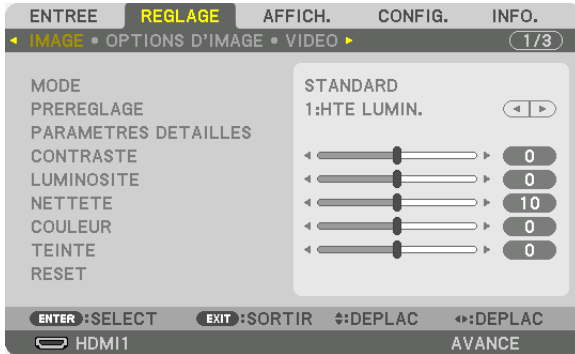 ENTREE REGLAGE AFFICH. CONFIG. INFO.
IMAGE • OPTIONS D'IMAGE • VIDEO 1/3
MODE STANDARD
PREREGLAGE 1:HTE LUMIN.
PARAMETRES DETAILLES
CONTRASTE 0
LUMINOSITE 0
NETTETE 10
COULEUR 0
TEINTE 0
RESET
ENTER :SELECT EXIT :SORTIR :DEPLAC :DEPLAC
HDMI1 AVANCE